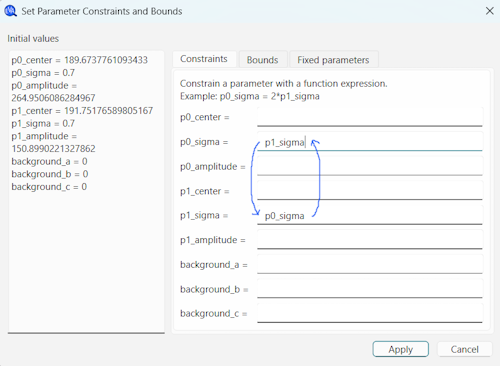 Set Parameter Constraints and Bounds
Initial values
p0_center = 189.6737761093433
p0_sigma = 0.7
p0_amplitude =
264.9506086284967
p1_center = 191.75176589805167
p1_sigma = 0.7
p1_amplitude =
150.8990221327862
background_a = 0
background_b = 0
background_c = 0
Constraints
Bounds
Fixed parameters
Constrain a parameter with a function expression.
Example: p0_sigma = 2*p1_sigma
p0_center =
p0_sigma = p1_sigma
p0_amplitude =
p1_center =
p1_sigma = p0_sigma
p1_amplitude =
background_a =
background_b =
background_c =
Apply
Cancel